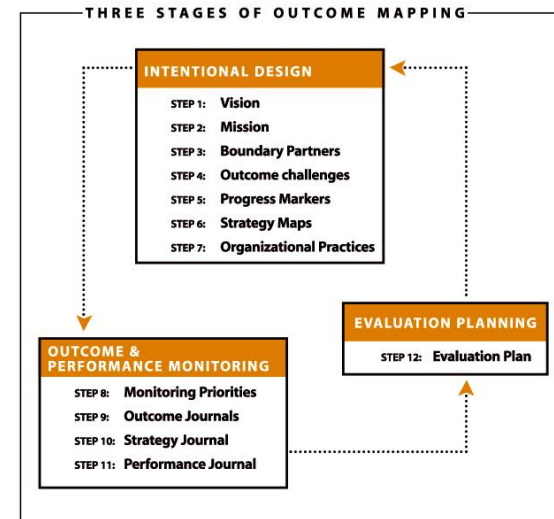 THREE STAGES OF OUTCOME MAPPING
INTENTIONAL DESIGN
STEP 1: Vision
STEP 2: Mission
STEP 3: Boundary Partners
STEP 4: Outcome challenges
STEP 5: Progress Markers
STEP 6: Strategy Maps
STEP 7: Organizational Practices
OUTCOME &
PERFORMANCE MONITORING
STEP 8: Monitoring Priorities
STEP 9: Outcome Journals
STEP 10: Strategy Journal
STEP 11: Performance Journal
EVALUATION PLANNING
STEP 12: Evaluation Plan